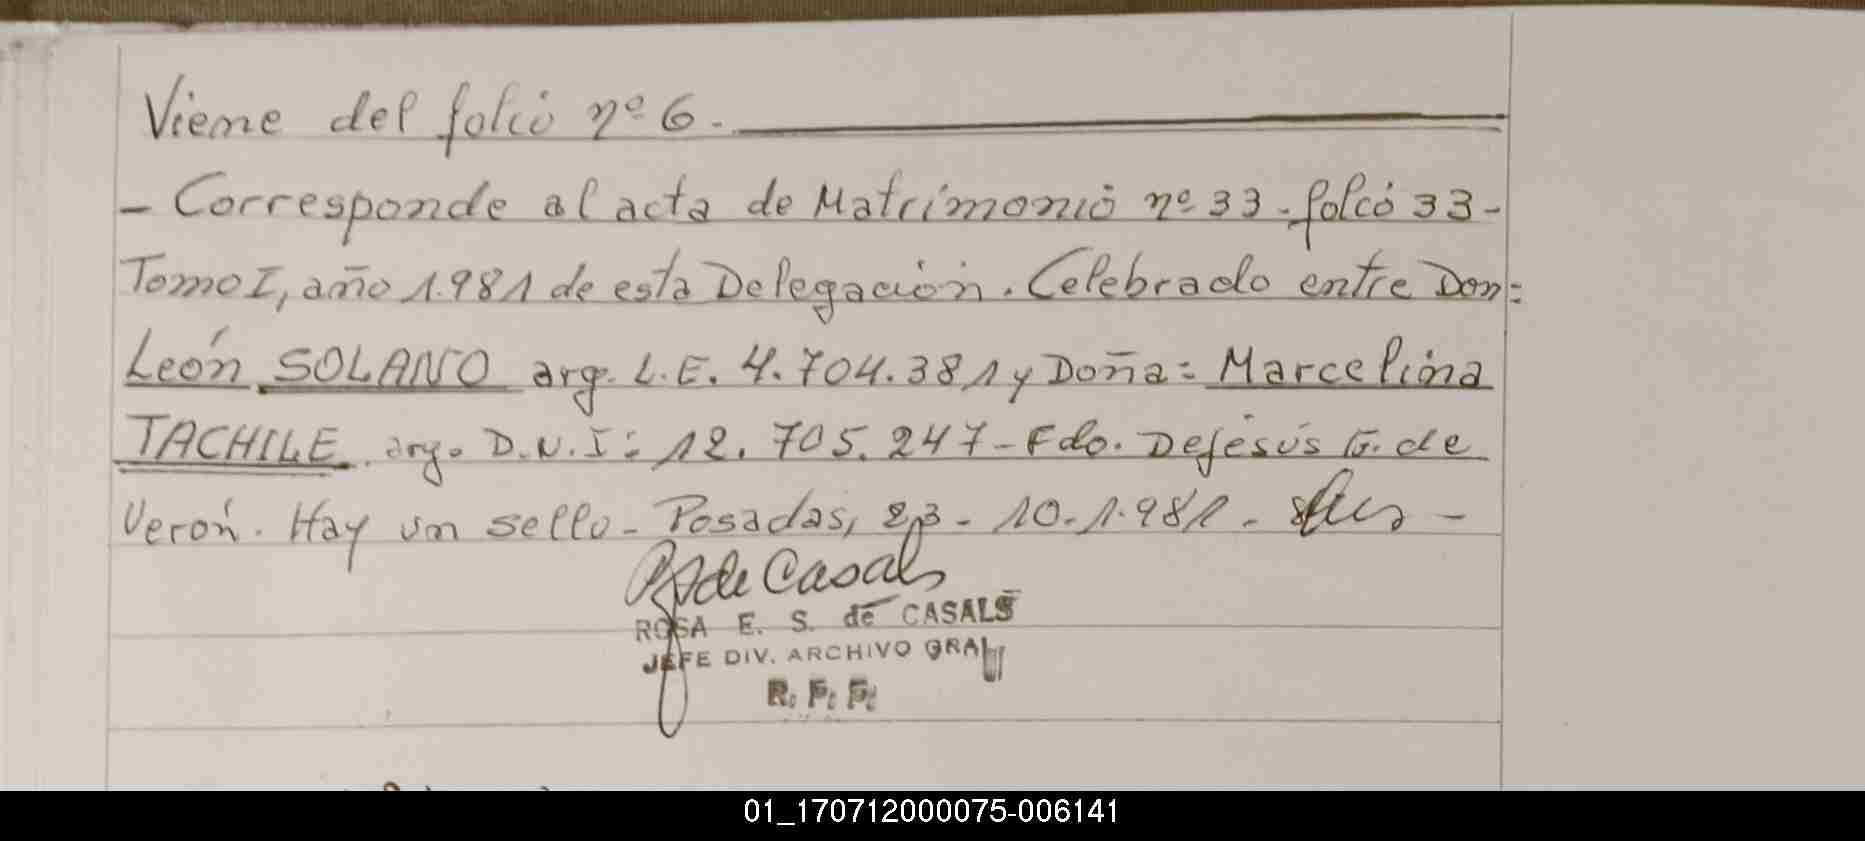 Viene del folio nº 6.
- Corresponde al acta de Matrimonio nº 33 - folio 33 -
Tomo I, año 1.981 de esta Delegación. Celebrado entre Don =
León SOLANO arg. L.E. 4.704.381 y Doña = Marcelina
TACHILE arg. D.N.I: 12.705.247 - Fdo. Dejesús G. de
Verón. Hay un sello - Posadas, 23 - 10 - 1.981 -
de Casals
ROSA E. S. de CASALS
JEFE DIV. ARCHIVO GRAL
R. P. P.
01_170712000075-006141